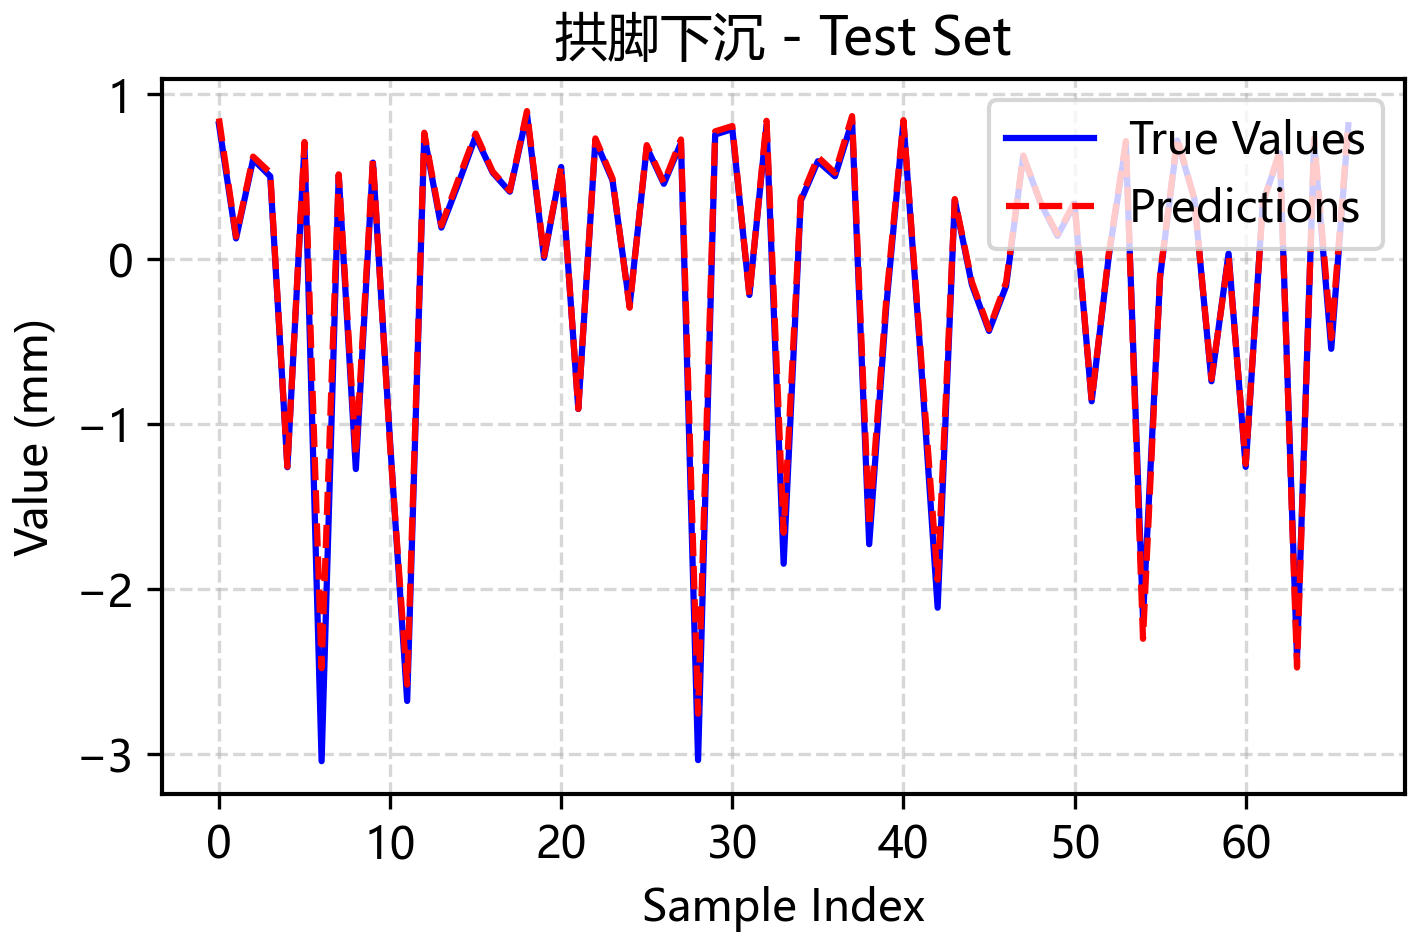 拱脚下沉 - Test Set
Value (mm)
1
0
−1
−2
−3
True Values
Predictions
0 10 20 30 40 50 60
Sample Index